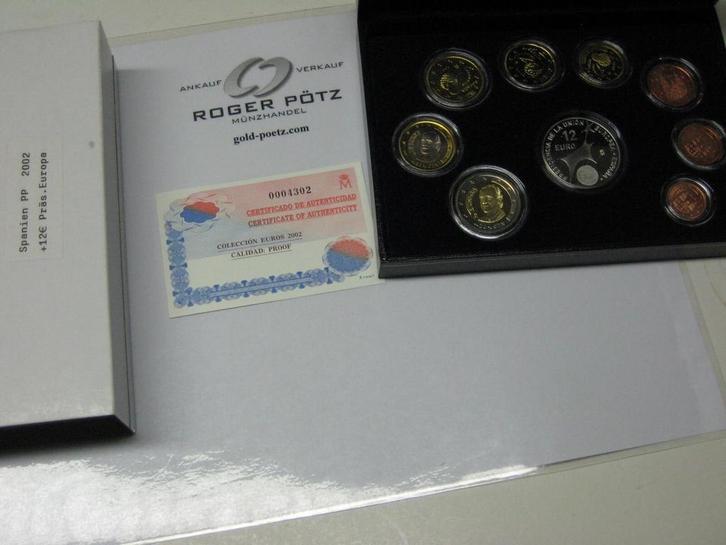 Spanien PP 2002
+12€ Präs.Europa
ANKAUF VERKAUF
ROGER PÖTZ
MÜNZHANDEL
gold-poetz.com
0004302
M
CERTIFICADO DE AUTENTICIDAD
CERTIFICATE OF AUTHENTICITY
COLECCIÓN EUROS 2002
CALIDAD: PROOF
12
EURO